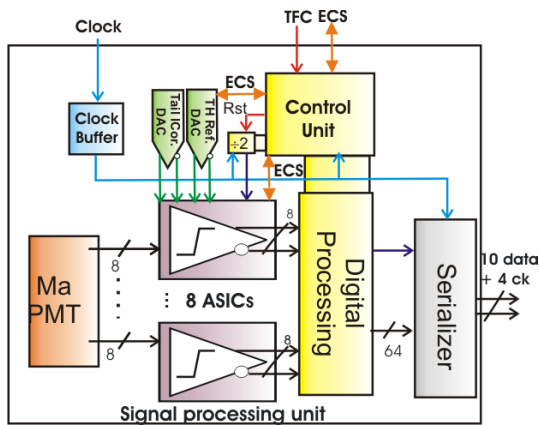 Clock
TFC
ECS
Clock
Buffer
Tail ICor.
DAC
TH Ref.
DAC
ECS
Rst
÷2
Control
Unit
ECS
8
Ma
PMT
8
8
8 ASICs
8
Digital
Processing
64
Serializer
10 data
+ 4 ck
Signal processing unit